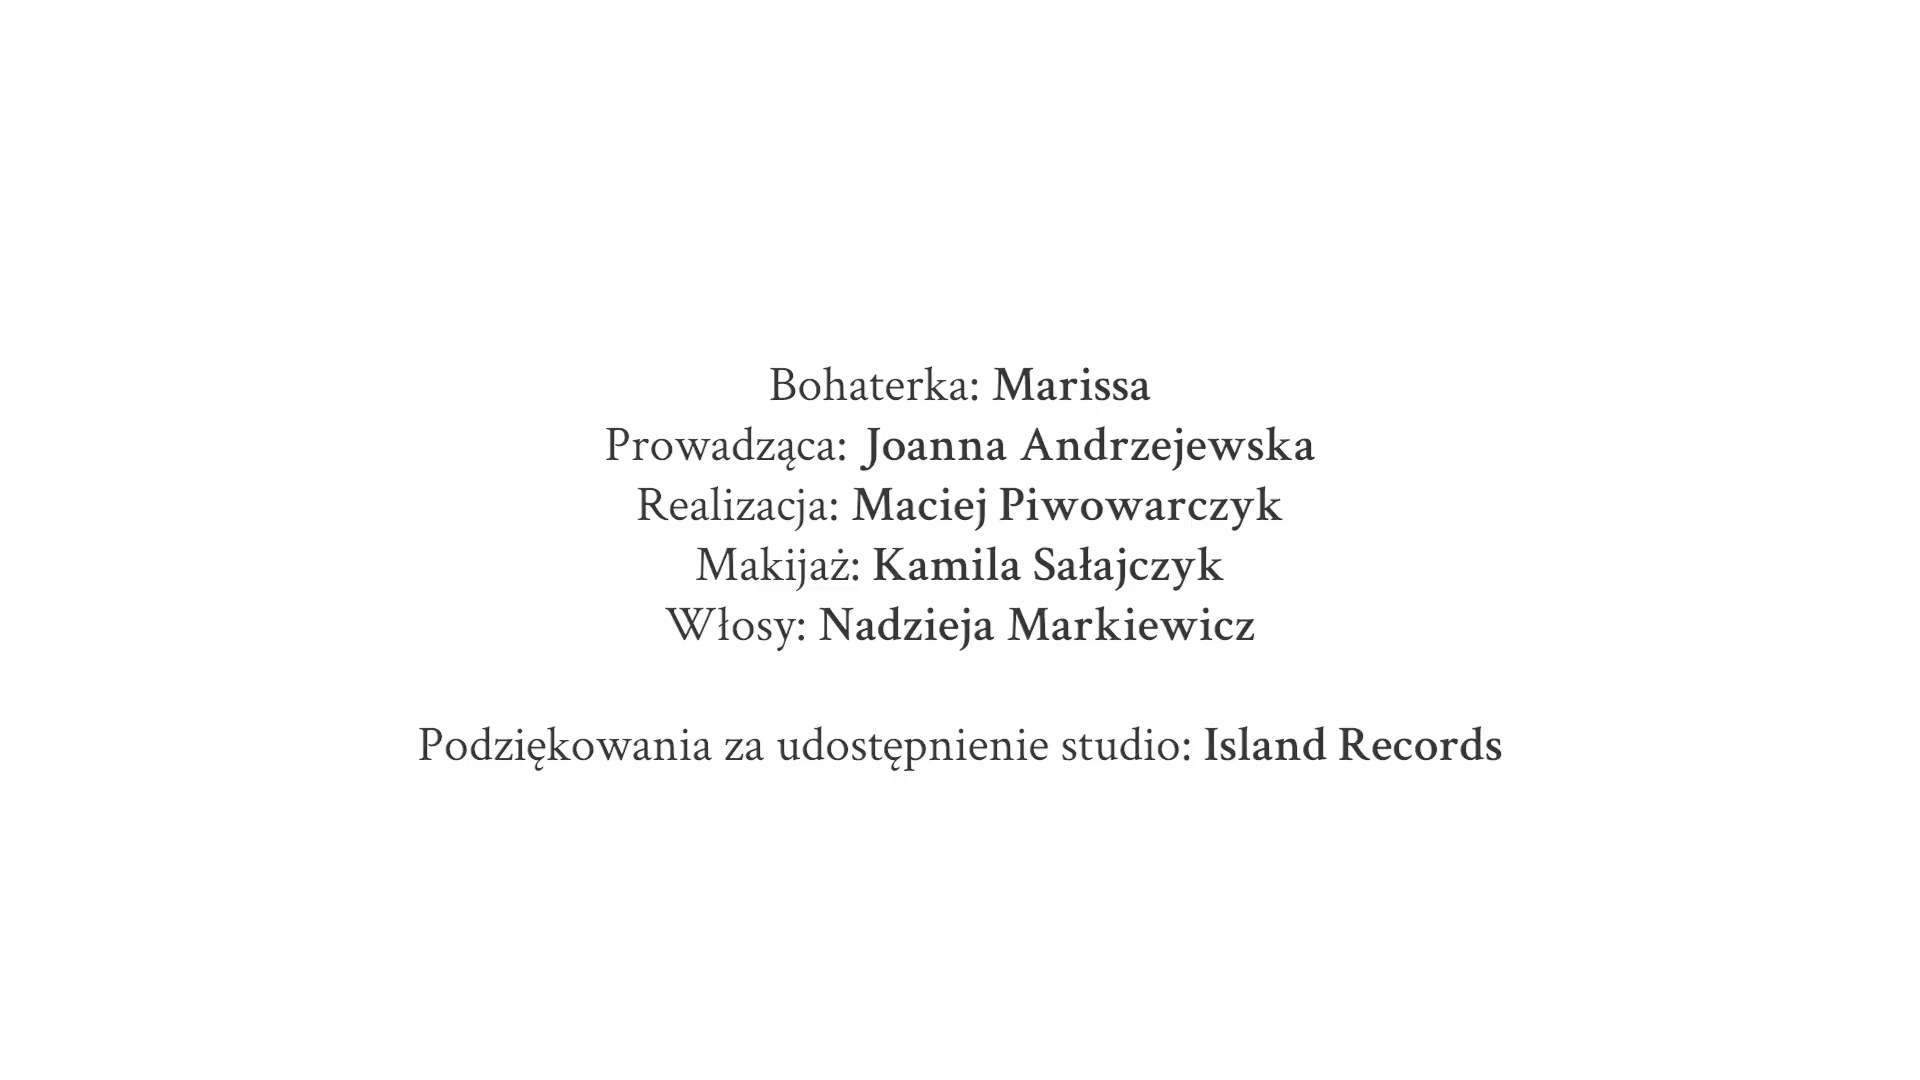 Bohaterka: Marissa
Prowadząca: Joanna Andrzejewska
Realizacja: Maciej Piwowarczyk
Makijaż: Kamila Sałajczyk
Włosy: Nadzieja Markiewicz
Podziękowania za udostępnienie studio: Island Records